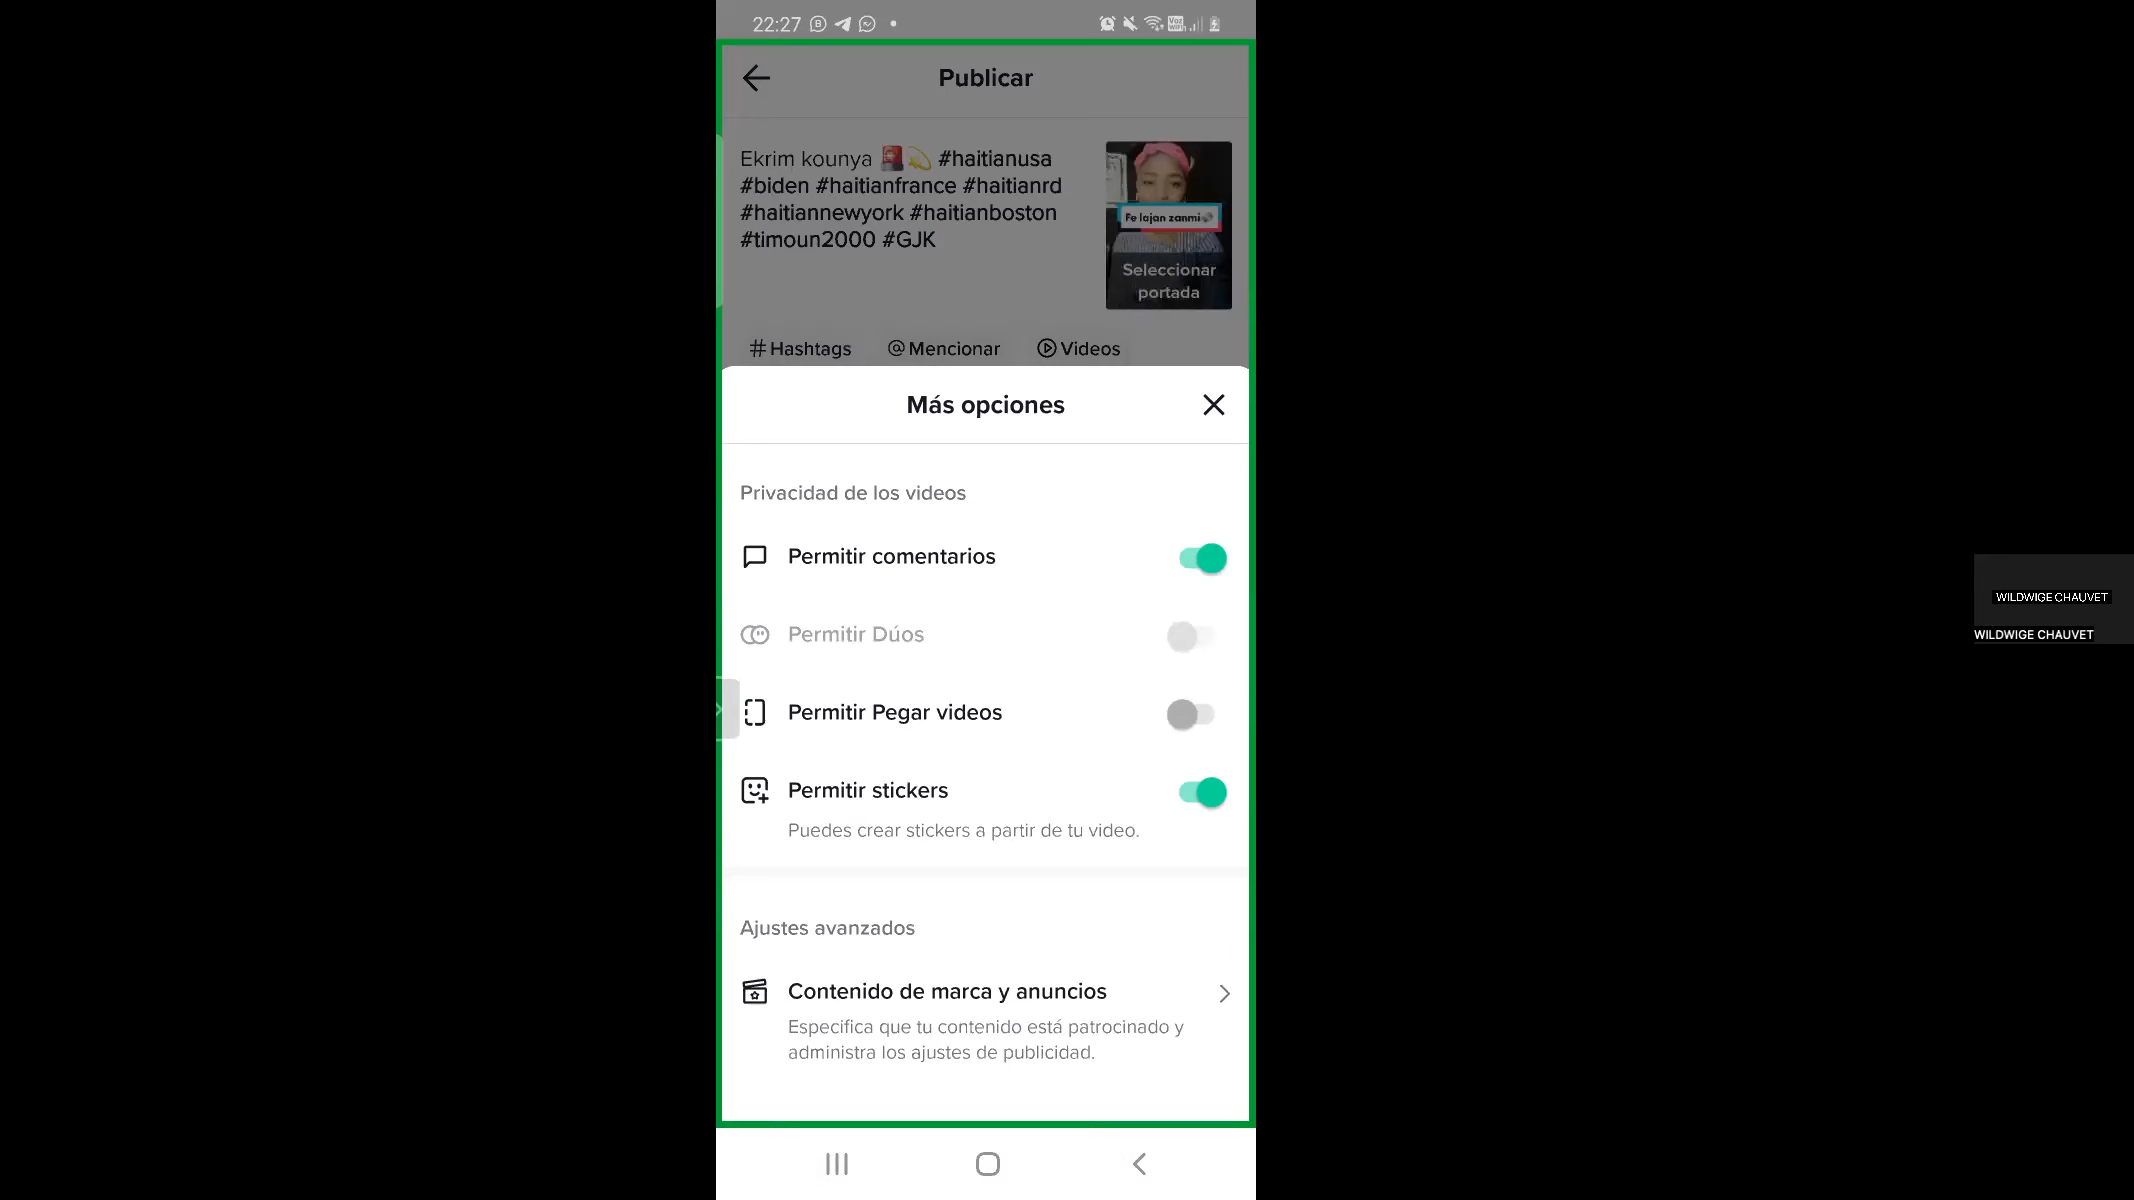 22:27
Publicar
Ekrim kounya 🚨💫 #haitianusa
#biden #haitianfrance #haitianrd
#haitiannewyork #haitianboston
#timoun2000 #GJK
Fe lajan zanmi
Seleccionar
portada
# Hashtags @ Mencionar Videos
Más opciones
Privacidad de los videos
Permitir comentarios
Permitir Dúos
Permitir Pegar videos
Permitir stickers
Puedes crear stickers a partir de tu video.
Ajustes avanzados
Contenido de marca y anuncios
Especifica que tu contenido está patrocinado y
administra los ajustes de publicidad.
WILDWIGE CHAUVET
WILDWIGE CHAUVET